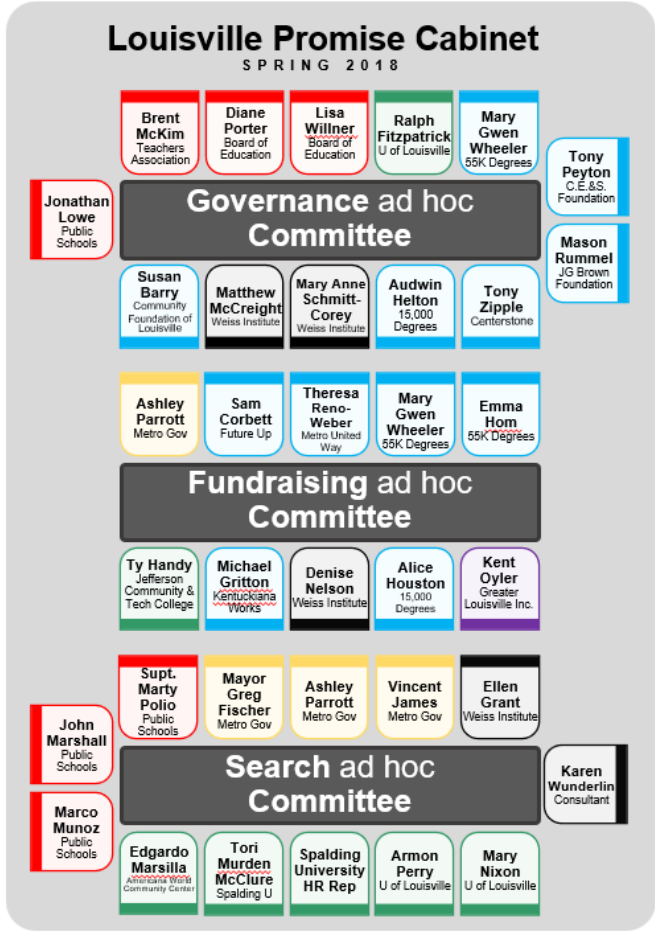 Louisville Promise Cabinet
SPRING 2018
Brent
McKim
Teachers
Association
Diane
Porter
Board of
Education
Lisa
Willner
Board of
Education
Ralph
Fitzpatrick
U of Louisville
Mary
Gwen
Wheeler
55K Degrees
Tony
Peyton
C.E.&S.
Foundation
Jonathan
Lowe
Public
Schools
Governance ad hoc
Committee
Mason
Rummel
JG Brown
Foundation
Susan
Barry
Community
Foundation of
Louisville
Matthew
McCreight
Weiss Institute
Mary Anne
Schmitt-
Corey
Weiss Institute
Audwin
Helton
15,000
Degrees
Tony
Zipple
Centerstone
Ashley
Parrott
Metro Gov
Sam
Corbett
Future Up
Theresa
Reno-
Weber
Metro United
Way
Mary
Gwen
Wheeler
55K Degrees
Emma
Hom
55K Degrees
Fundraising ad hoc
Committee
Ty Handy
Jefferson
Community &
Tech College
Michael
Gritton
Kentuckiana
Works
Denise
Nelson
Weiss Institute
Alice
Houston
15,000
Degrees
Kent
Oyler
Greater
Louisville Inc.
Supt.
Marty
Polio
Public
Schools
Mayor
Greg
Fischer
Metro Gov
Ashley
Parrott
Metro Gov
Vincent
James
Metro Gov
Ellen
Grant
Weiss Institute
John
Marshall
Public
Schools
Search ad hoc
Committee
Karen
Wunderlin
Consultant
Marco
Munoz
Public
Schools
Edgardo
Marsilla
Americana World
Community Center
Tori
Murden
McClure
Spalding U
Spalding
University
HR Rep
Armon
Perry
U of Louisville
Mary
Nixon
U of Louisville